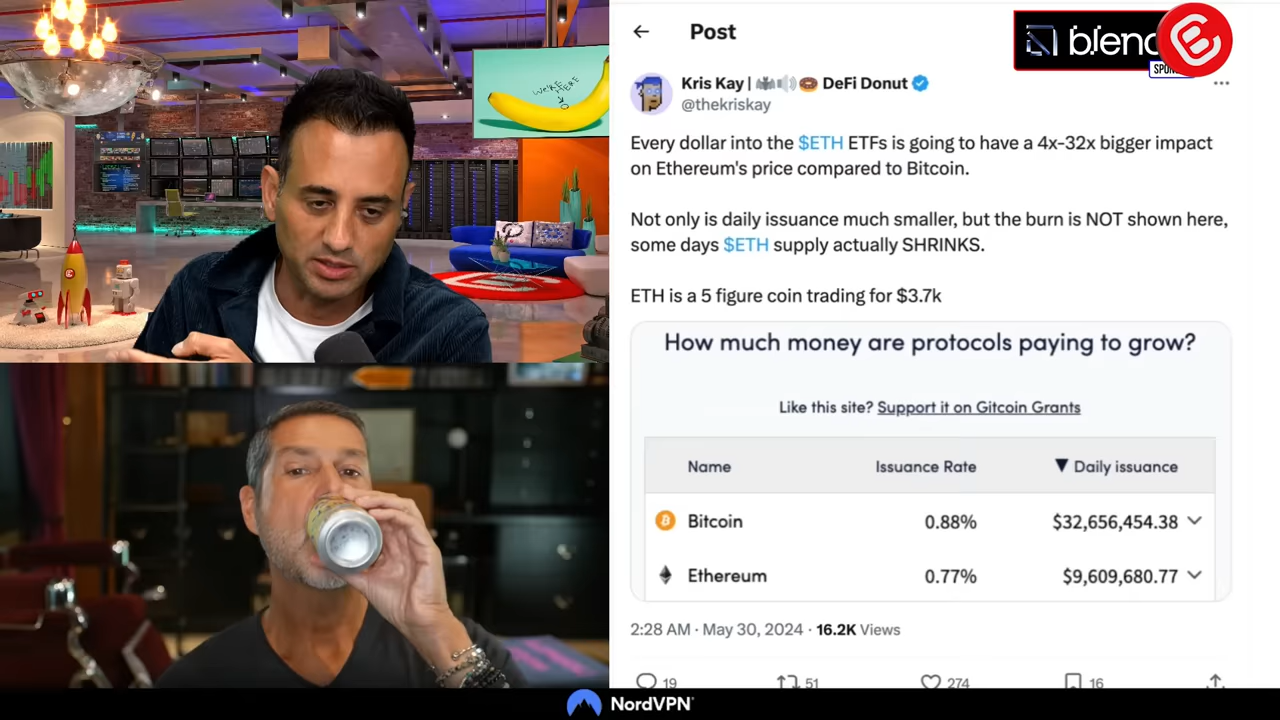 WE'RE HERE
Post
blend
Kris Kay | 🦇🔊🍩 DeFi Donut
@thekriskay
Every dollar into the $ETH ETFs is going to have a 4x-32x bigger impact
on Ethereum's price compared to Bitcoin.
Not only is daily issuance much smaller, but the burn is NOT shown here,
some days $ETH supply actually SHRINKS.
ETH is a 5 figure coin trading for $3.7k
How much money are protocols paying to grow?
Like this site? Support it on Gitcoin Grants
Name Issuance Rate ▼ Daily issuance
Bitcoin 0.88% $32,656,454.38
Ethereum 0.77% $9,609,680.77
2:28 AM · May 30, 2024 · 16.2K Views
19 51 274 16
NordVPN